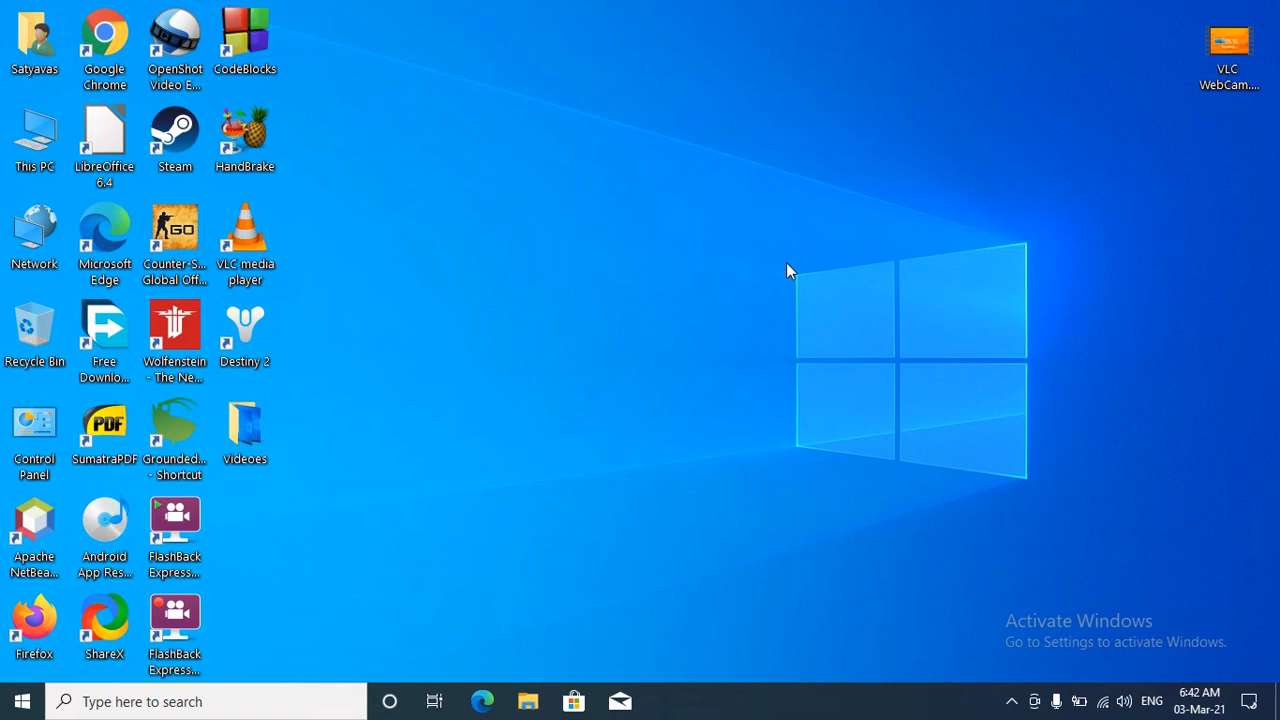 Satyavas
Google
Chrome
OpenShot
Video E...
CodeBlocks
VLC
WebCam....
This PC
LibreOffice
6.4
Steam
HandBrake
Network
Microsoft
Edge
GO
Counter-S...
Global Off...
VLC media
player
Recycle Bin
Free
Downlo...
Wolfenstein
- The Ne...
Destiny 2
Control
Panel
PDF
SumatraPDF
Grounded...
- Shortcut
Videoes
Apache
NetBea...
Android
App Res...
FlashBack
Express...
Firefox
ShareX
FlashBack
Express...
Activate Windows
Go to Settings to activate Windows.
Type here to search
ENG
6:42 AM
03-Mar-21